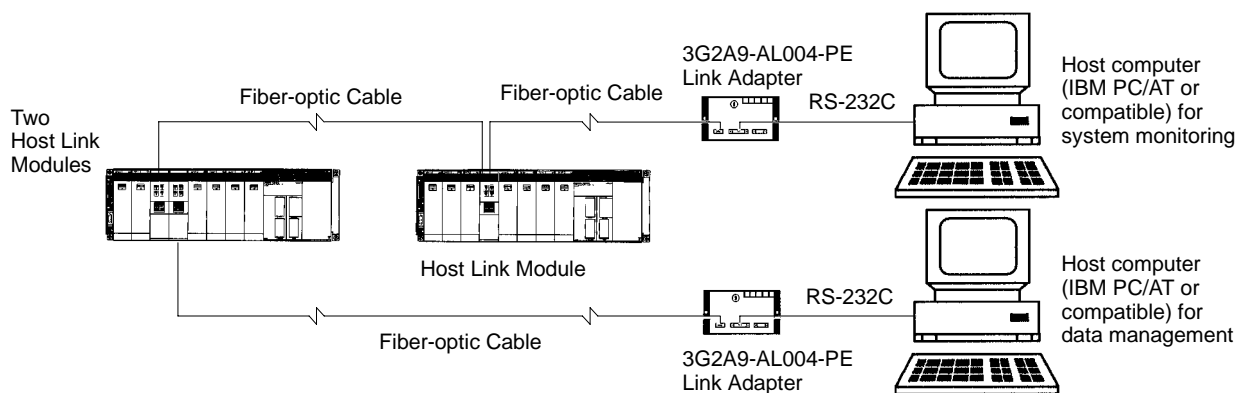 Two
Host Link
Modules
Fiber-optic Cable
Fiber-optic Cable
3G2A9-AL004-PE
Link Adapter
RS-232C
Host computer
(IBM PC/AT or
compatible) for
system monitoring
Host Link Module
Fiber-optic Cable
3G2A9-AL004-PE
Link Adapter
RS-232C
Host computer
(IBM PC/AT or
compatible) for
data management